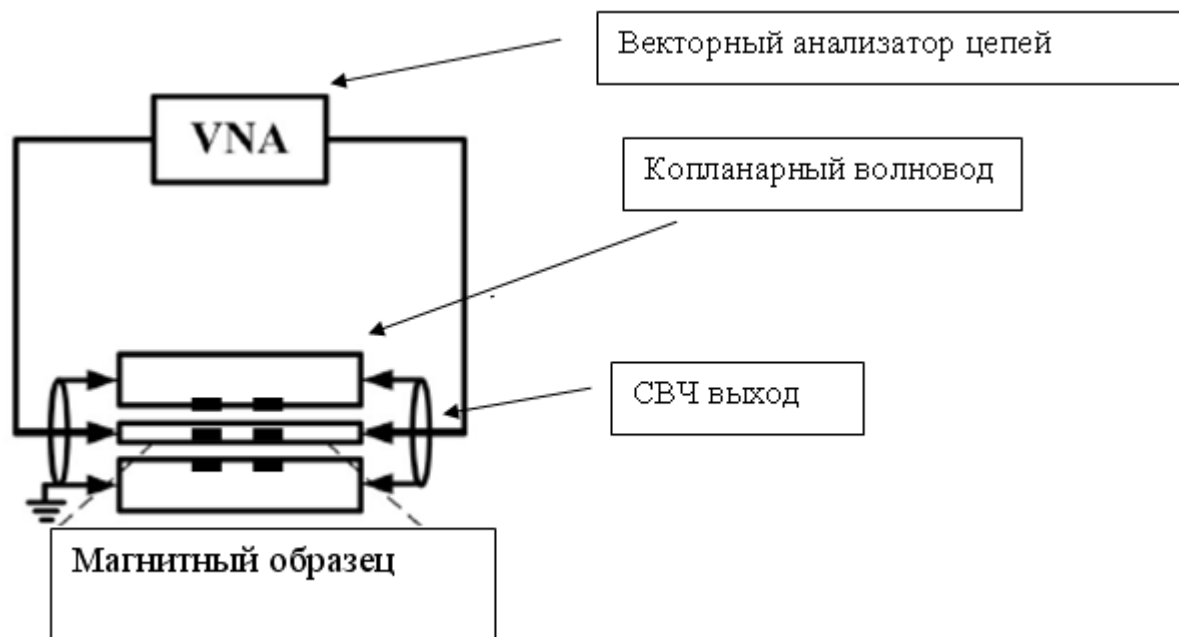 Векторный анализатор цепей
VNA
Копланарный волновод
СВЧ выход
Магнитный образец